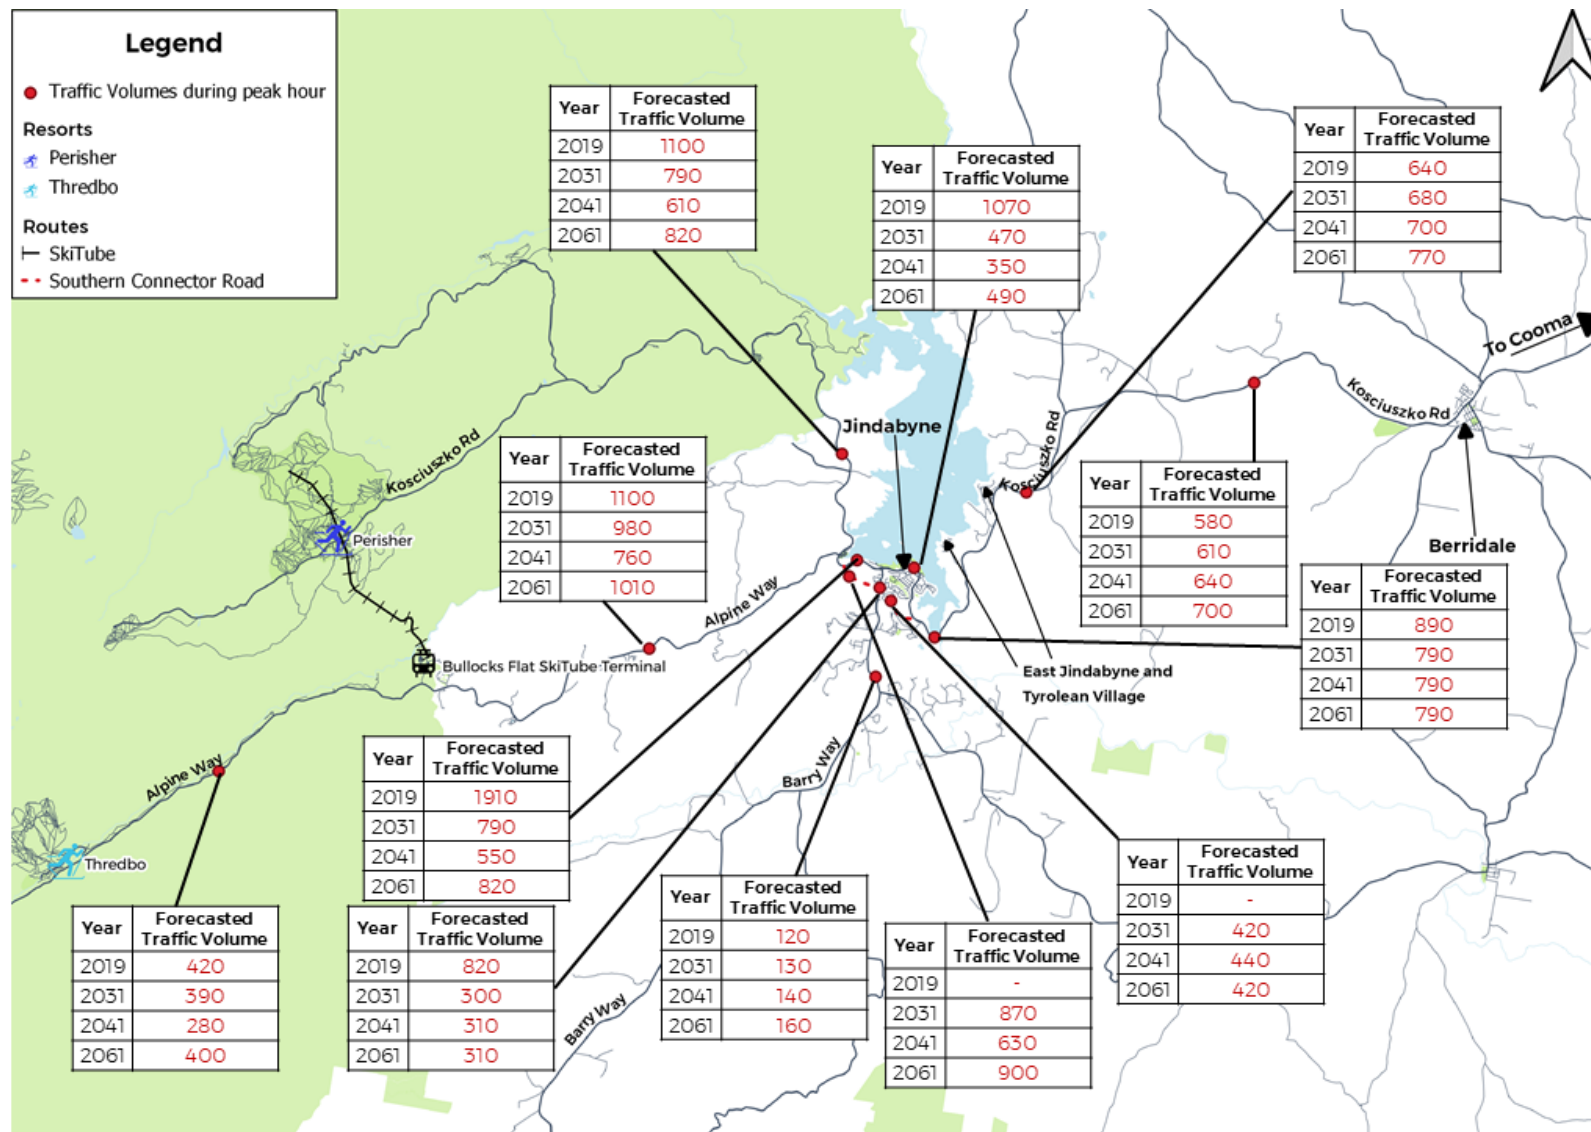 Legend
Traffic Volumes during peak hour
Resorts
Perisher
Thredbo
Routes
SkiTube
Southern Connector Road
Year Forecasted Traffic Volume
2019 1100
2031 790
2041 610
2061 820
Year Forecasted Traffic Volume
2019 1070
2031 470
2041 350
2061 490
Year Forecasted Traffic Volume
2019 640
2031 680
2041 700
2061 770
To Cooma
Kosciuszko Rd
Jindabyne
Kosciuszko Rd
Kosciuszko Rd
Year Forecasted Traffic Volume
2019 1100
2031 980
2041 760
2061 1010
Year Forecasted Traffic Volume
2019 580
2031 610
2041 640
2061 700
Perisher
Berridale
Alpine Way
Year Forecasted Traffic Volume
2019 890
2031 790
2041 790
2061 790
Bullocks Flat SkiTube Terminal
East Jindabyne and
Tyrolean Village
Alpine Way
Barry Way
Year Forecasted Traffic Volume
2019 1910
2031 790
2041 550
2061 820
Thredbo
Year Forecasted Traffic Volume
2019 -
2031 420
2041 440
2061 420
Year Forecasted Traffic Volume
2019 420
2031 390
2041 280
2061 400
Year Forecasted Traffic Volume
2019 820
2031 300
2041 310
2061 310
Year Forecasted Traffic Volume
2019 120
2031 130
2041 140
2061 160
Year Forecasted Traffic Volume
2019 -
2031 870
2041 630
2061 900
Barry Way